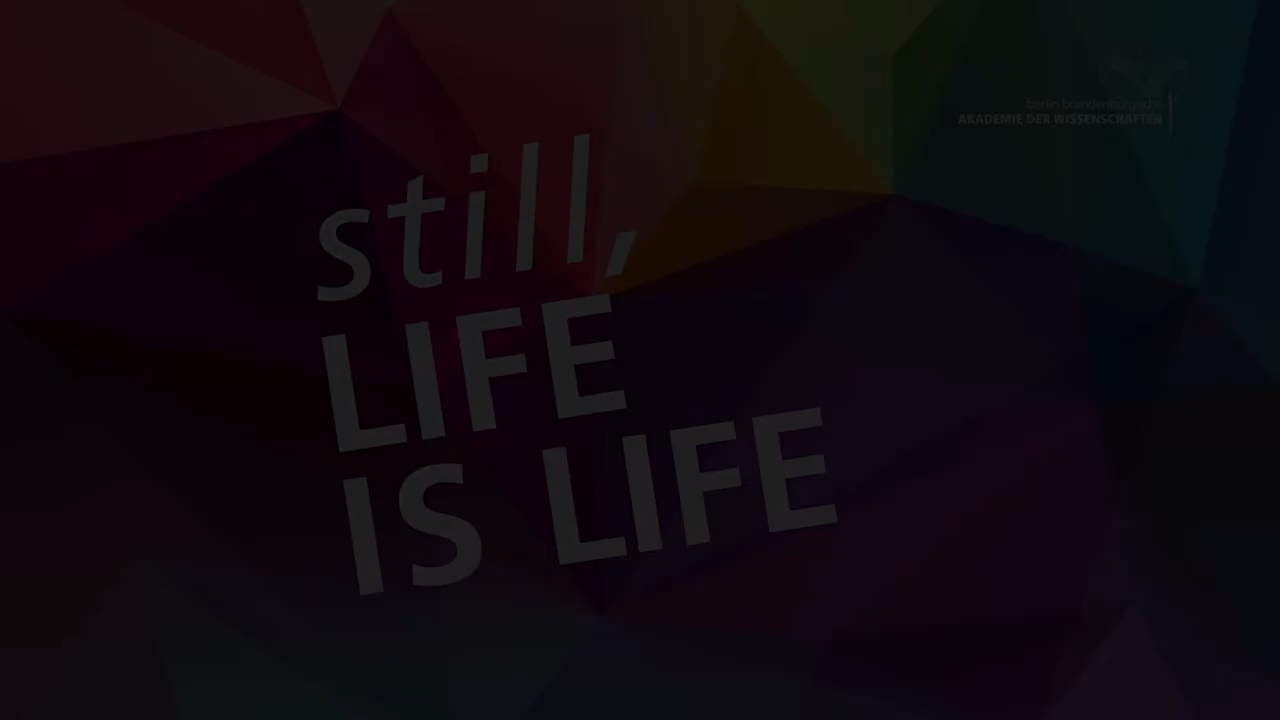 still,
LIFE
IS LIFE
berlin brandenburgische
AKADEMIE DER WISSENSCHAFTEN